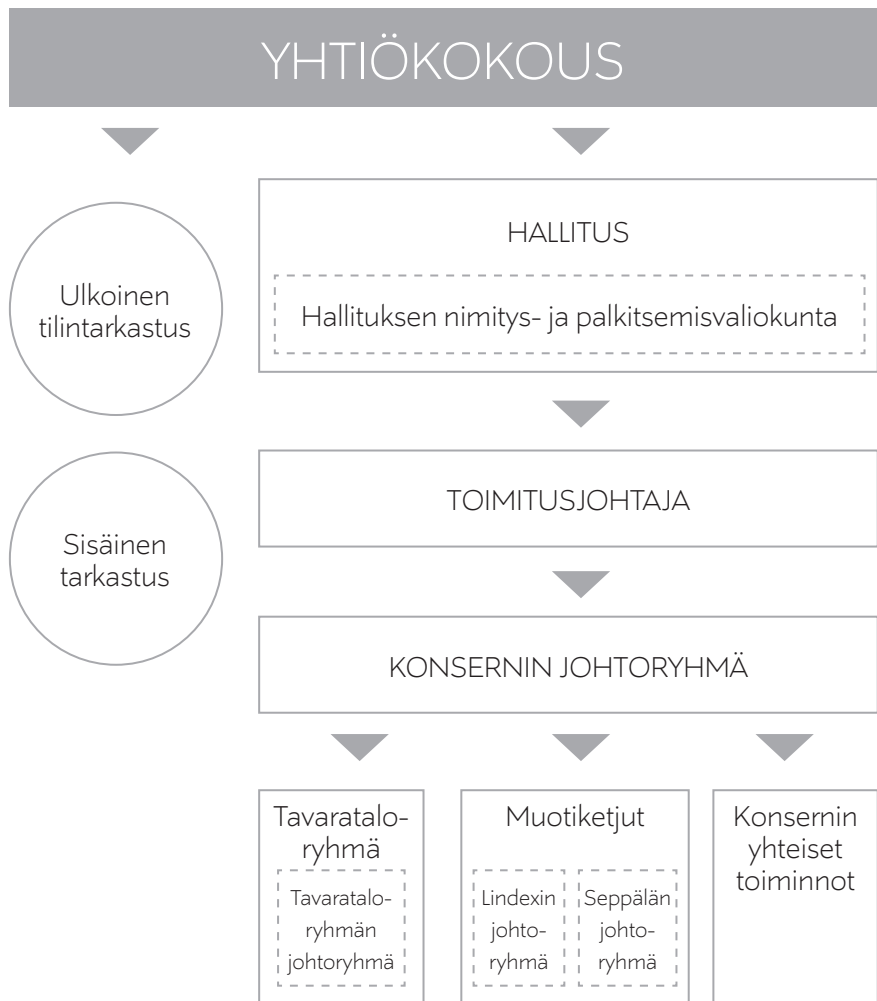 YHTIÖKOKOUS
Ulkoinen
tilintarkastus
Sisäinen
tarkastus
HALLITUS
Hallituksen nimitys- ja palkitsemisvaliokunta
TOIMITUSJOHTAJA
KONSERNIN JOHTORYHMÄ
Tavaratalo-
ryhmä
Tavaratalo-
ryhmän
johtoryhmä
Muotiketjut
Lindexin
johto-
ryhmä
Seppälän
johto-
ryhmä
Konsernin
yhteiset
toiminnot